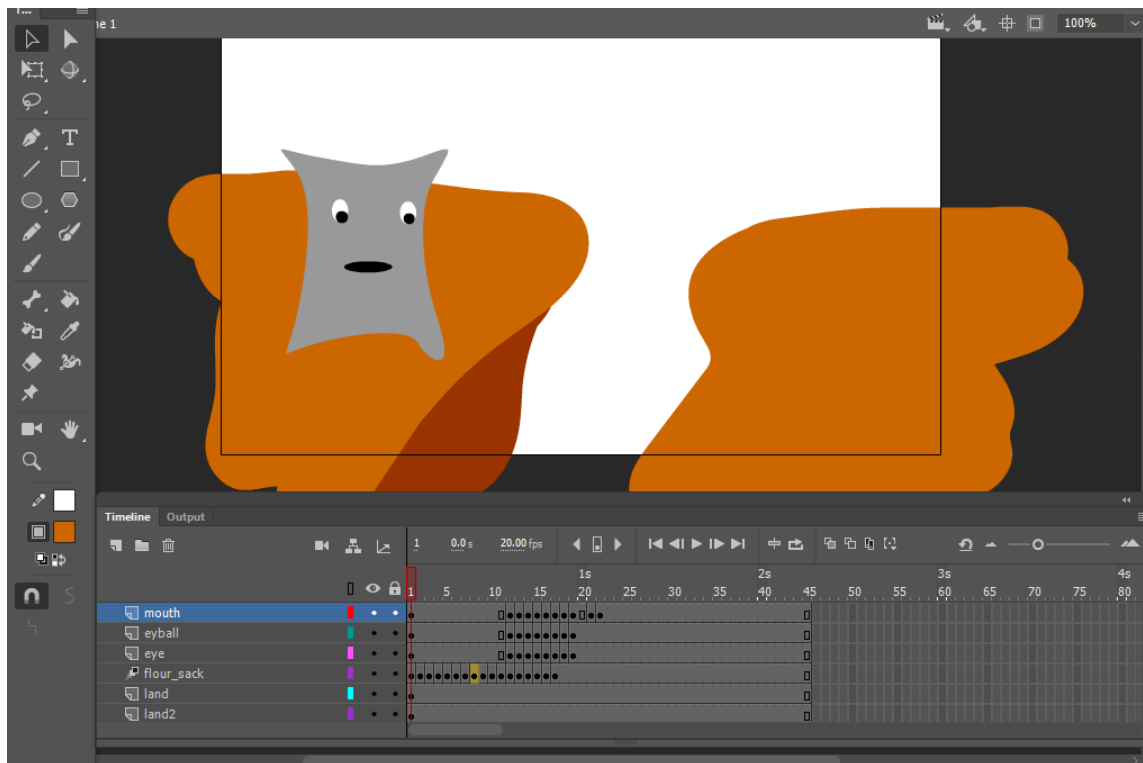 T...
ne 1
100%
T
Timeline
Output
1
0.0 s
20.00 fps
1s
2s
3s
4s
1
5
10
15
20
25
30
35
40
45
50
55
60
65
70
75
80
mouth
eyball
eye
flour_sack
land
land2